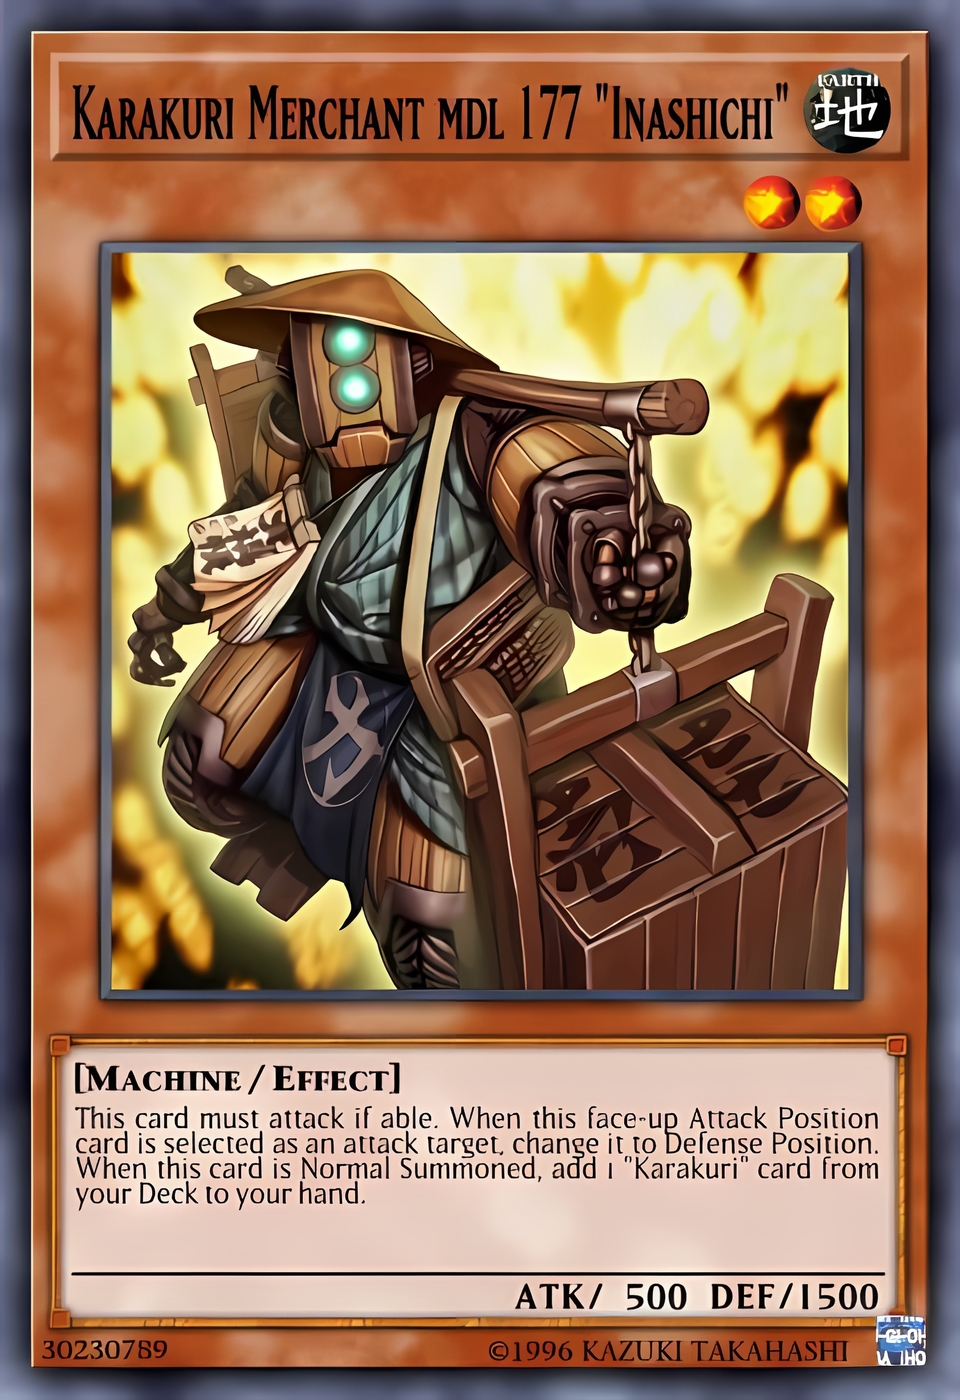 KARAKURI MERCHANT MDL 177 "INASHICHI"
EARTH
地
[MACHINE / EFFECT]
This card must attack if able. When this face-up Attack Position
card is selected as an attack target, change it to Defense Position.
When this card is Normal Summoned, add 1 "Karakuri" card from
your Deck to your hand.
ATK/ 500 DEF/1500
30230789
©1996 KAZUKI TAKAHASHI